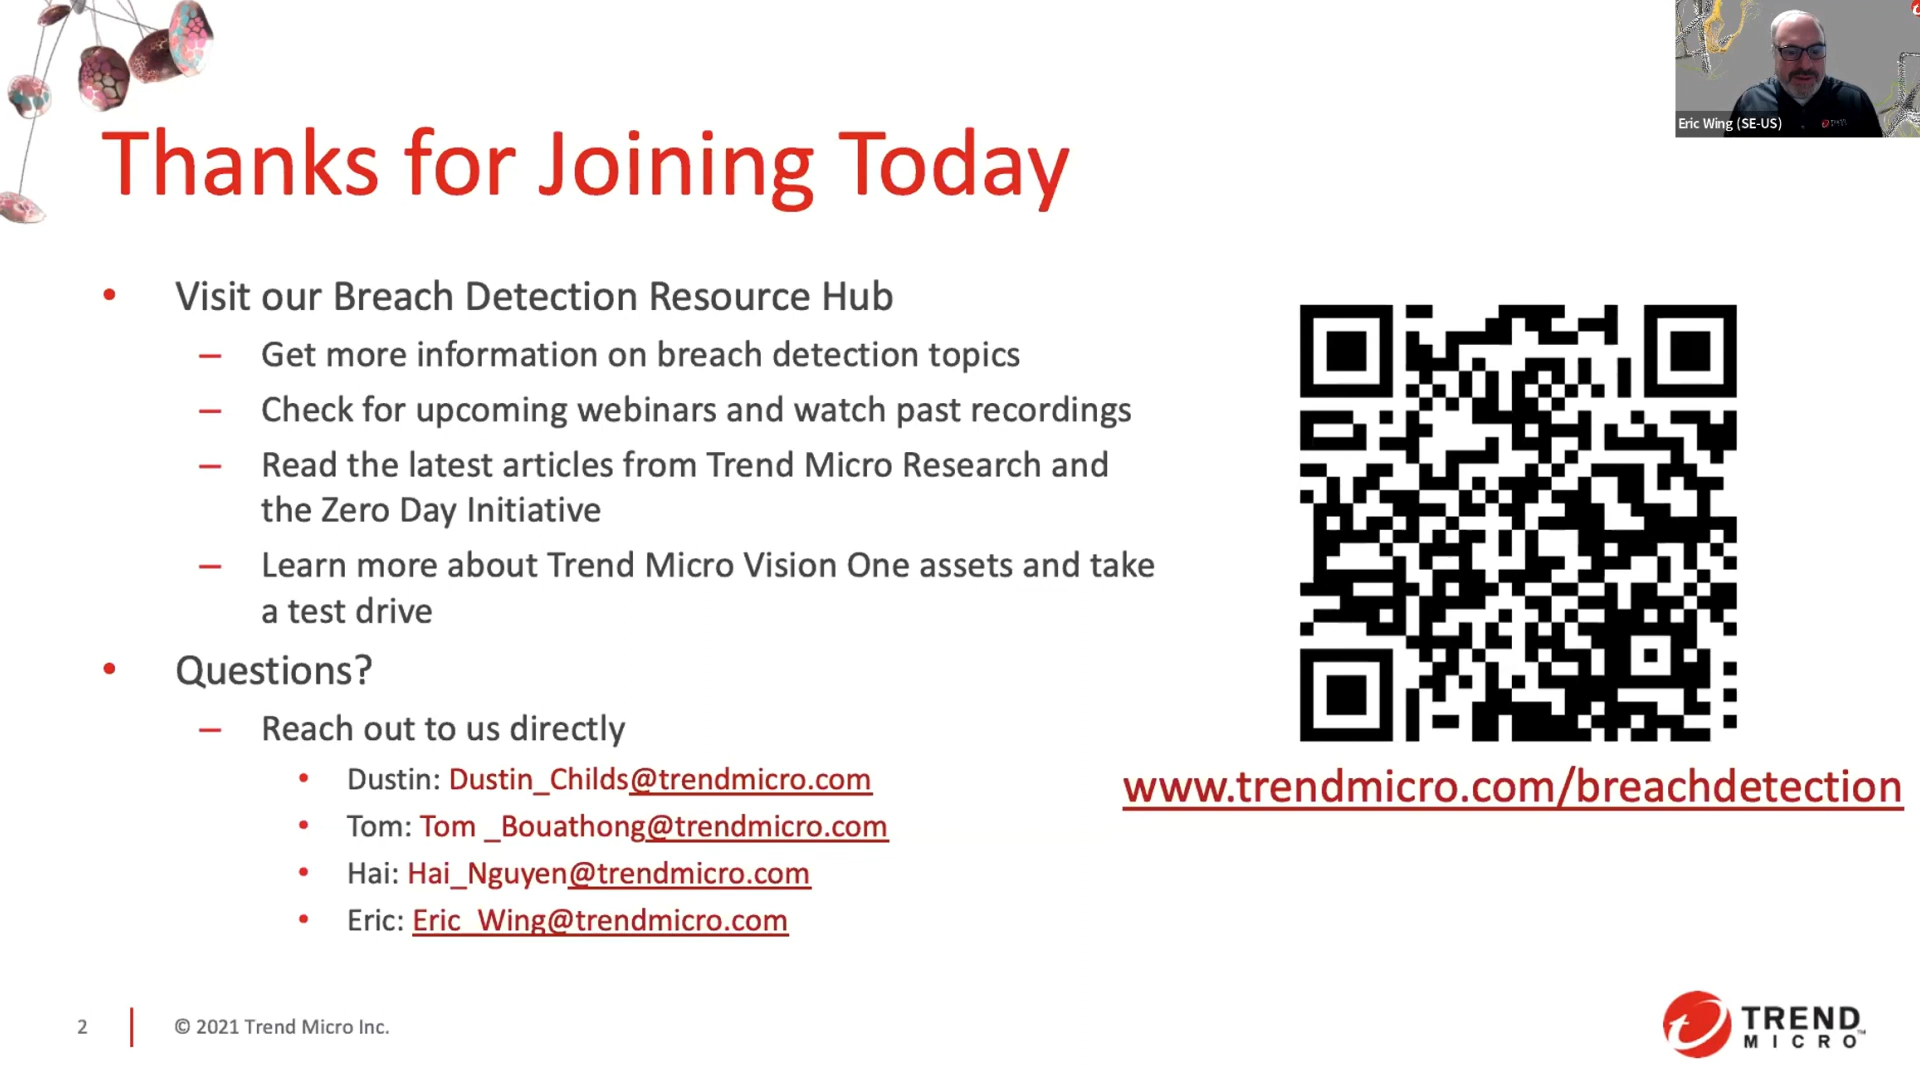 Eric Wing (SE-US)
Thanks for Joining Today
• Visit our Breach Detection Resource Hub
– Get more information on breach detection topics
– Check for upcoming webinars and watch past recordings
– Read the latest articles from Trend Micro Research and
the Zero Day Initiative
– Learn more about Trend Micro Vision One assets and take
a test drive
• Questions?
– Reach out to us directly
• Dustin: Dustin_Childs@trendmicro.com
• Tom: Tom _Bouathong@trendmicro.com
• Hai: Hai_Nguyen@trendmicro.com
• Eric: Eric_Wing@trendmicro.com
www.trendmicro.com/breachdetection
2
© 2021 Trend Micro Inc.
TREND
MICRO™